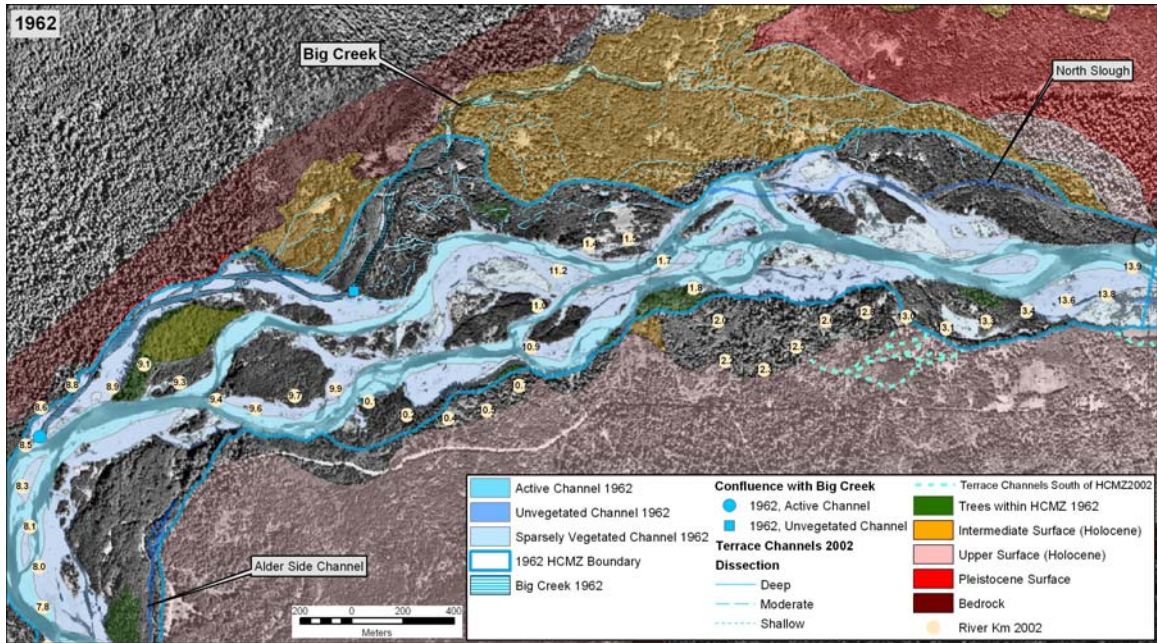 1962
Big Creek
North Slough
1.7
11.2
13.9
1.8
13.6
13.8
13.0
3.1
3.4
10.9
9.1
9.3
8.8
8.9
9.9
9.7
9.4
9.6
8.6
8.5
8.3
8.1
8.0
7.8
Alder Side Channel
200 0 200 400
Meters
Active Channel 1962
Unvegetated Channel 1962
Sparsely Vegetated Channel 1962
1962 HCMZ Boundary
Big Creek 1962
Confluence with Big Creek
1962, Active Channel
1962, Unvegetated Channel
Terrace Channels 2002
Dissection
Deep
Moderate
Shallow
Terrace Channels South of HCMZ2002
Trees within HCMZ 1962
Intermediate Surface (Holocene)
Upper Surface (Holocene)
Pleistocene Surface
Bedrock
River Km 2002